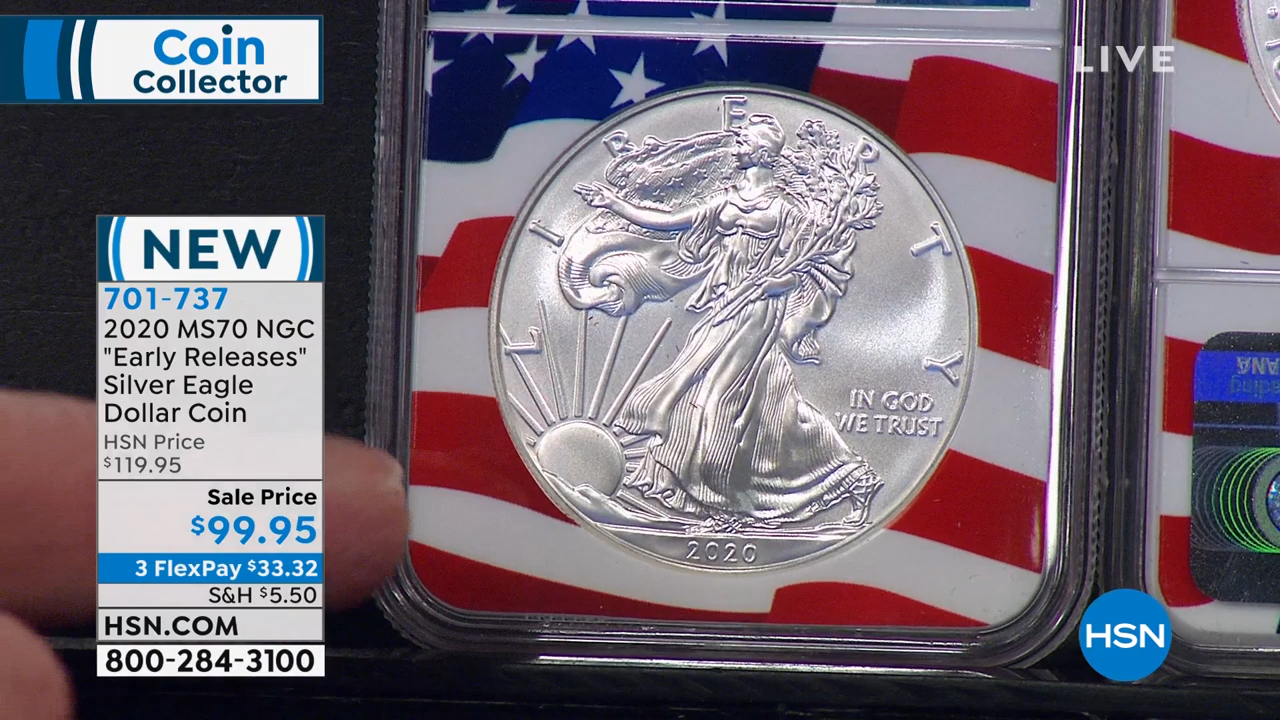 Coin
Collector
LIVE
NEW
701-737
2020 MS70 NGC
"Early Releases"
Silver Eagle
Dollar Coin
HSN Price
$119.95
Sale Price
$99.95
3 FlexPay $33.32
S&H $5.50
HSN.COM
800-284-3100
LIBERTY
IN GOD
WE TRUST
2020
HSN